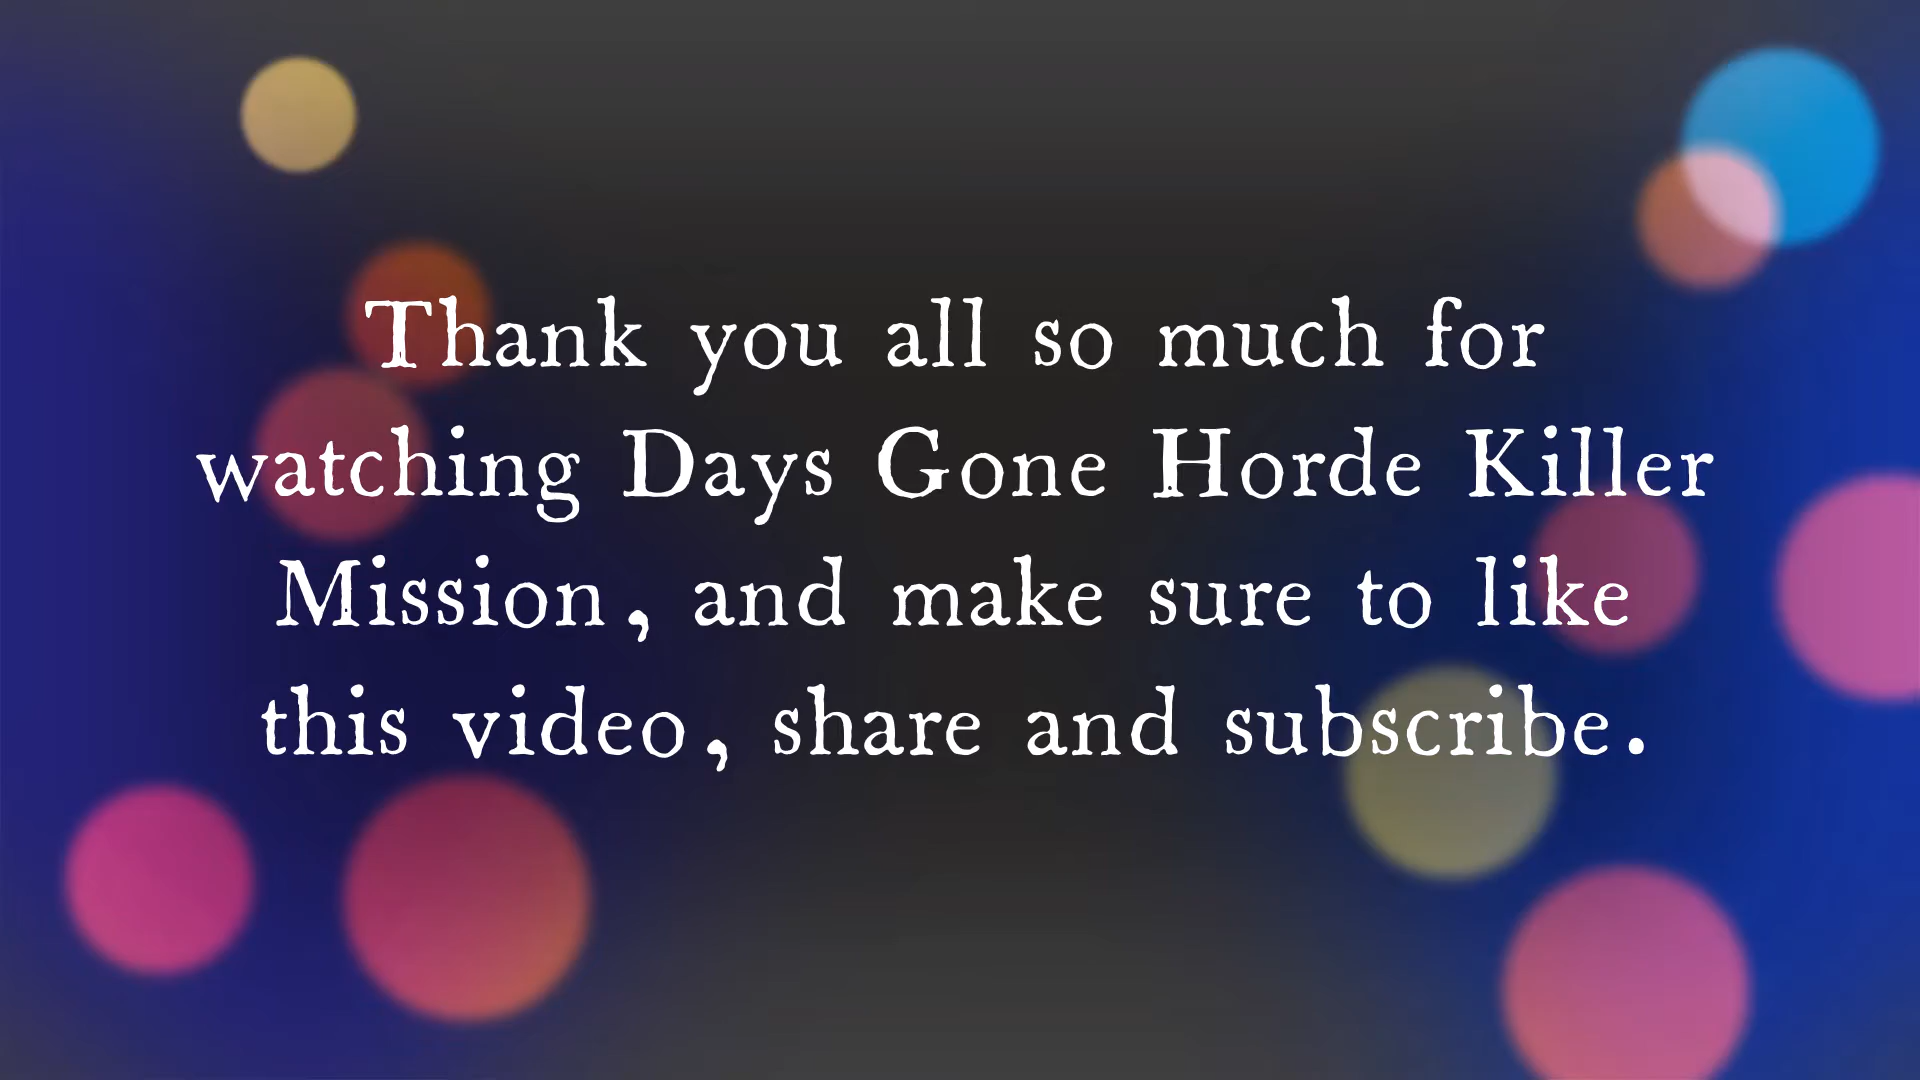 Thank you all so much for
watching Days Gone Horde Killer
Mission, and make sure to like
this video, share and subscribe.